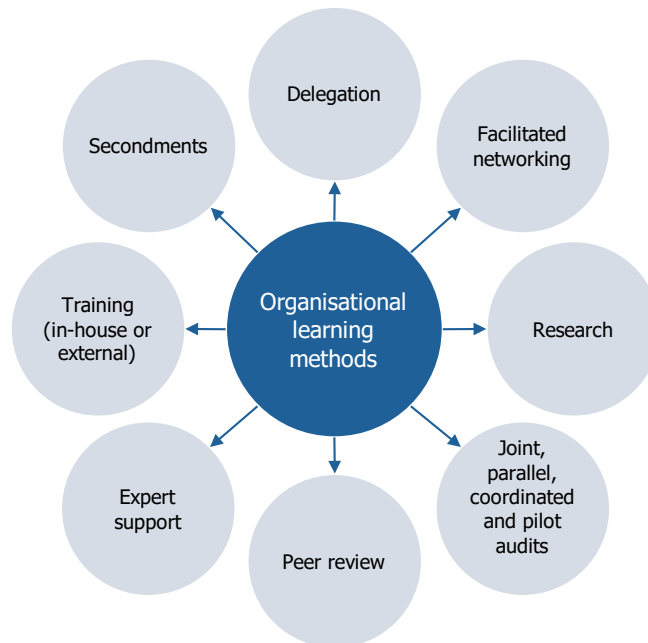 Delegation
Facilitated
networking
Research
Joint,
parallel,
coordinated
and pilot
audits
Peer review
Expert
support
Training
(in-house or
external)
Secondments
Organisational
learning
methods